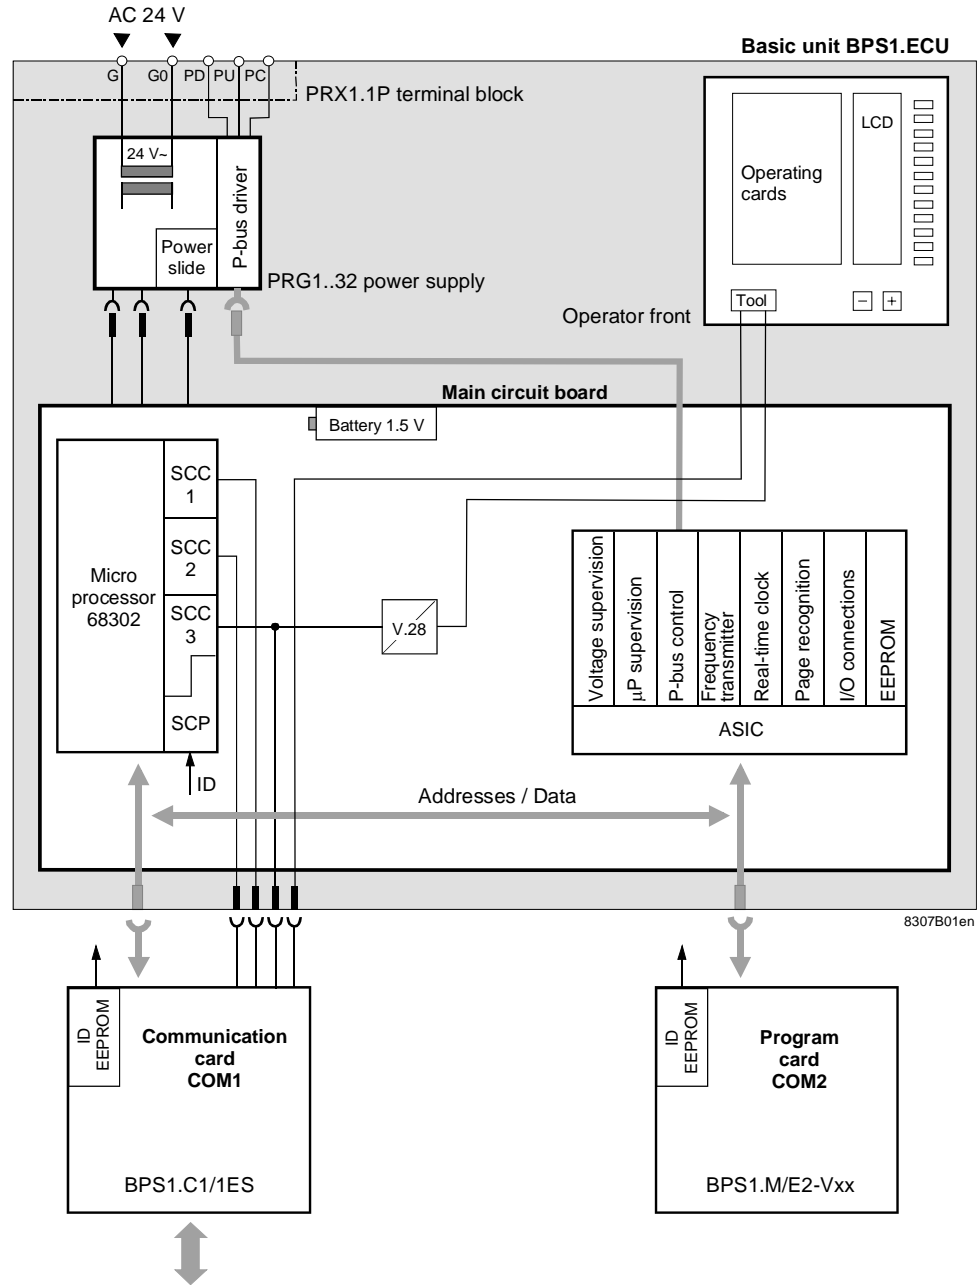 AC 24 V
Basic unit BPS1.ECU
G
G0
PD
PU
PC
PRX1.1P terminal block
24 V~
P-bus driver
Power
slide
PRG1..32 power supply
Operating
cards
LCD
Tool
−
+
Operator front
Main circuit board
Battery 1.5 V
Micro
processor
68302
SCC
1
SCC
2
SCC
3
SCP
ID
V.28
Voltage supervision
µP supervision
P-bus control
Frequency
transmitter
Real-time clock
Page recognition
I/O connections
EEPROM
ASIC
Addresses / Data
8307B01en
ID
EEPROM
Communication
card
COM1
BPS1.C1/1ES
ID
EEPROM
Program
card
COM2
BPS1.M/E2-Vxx